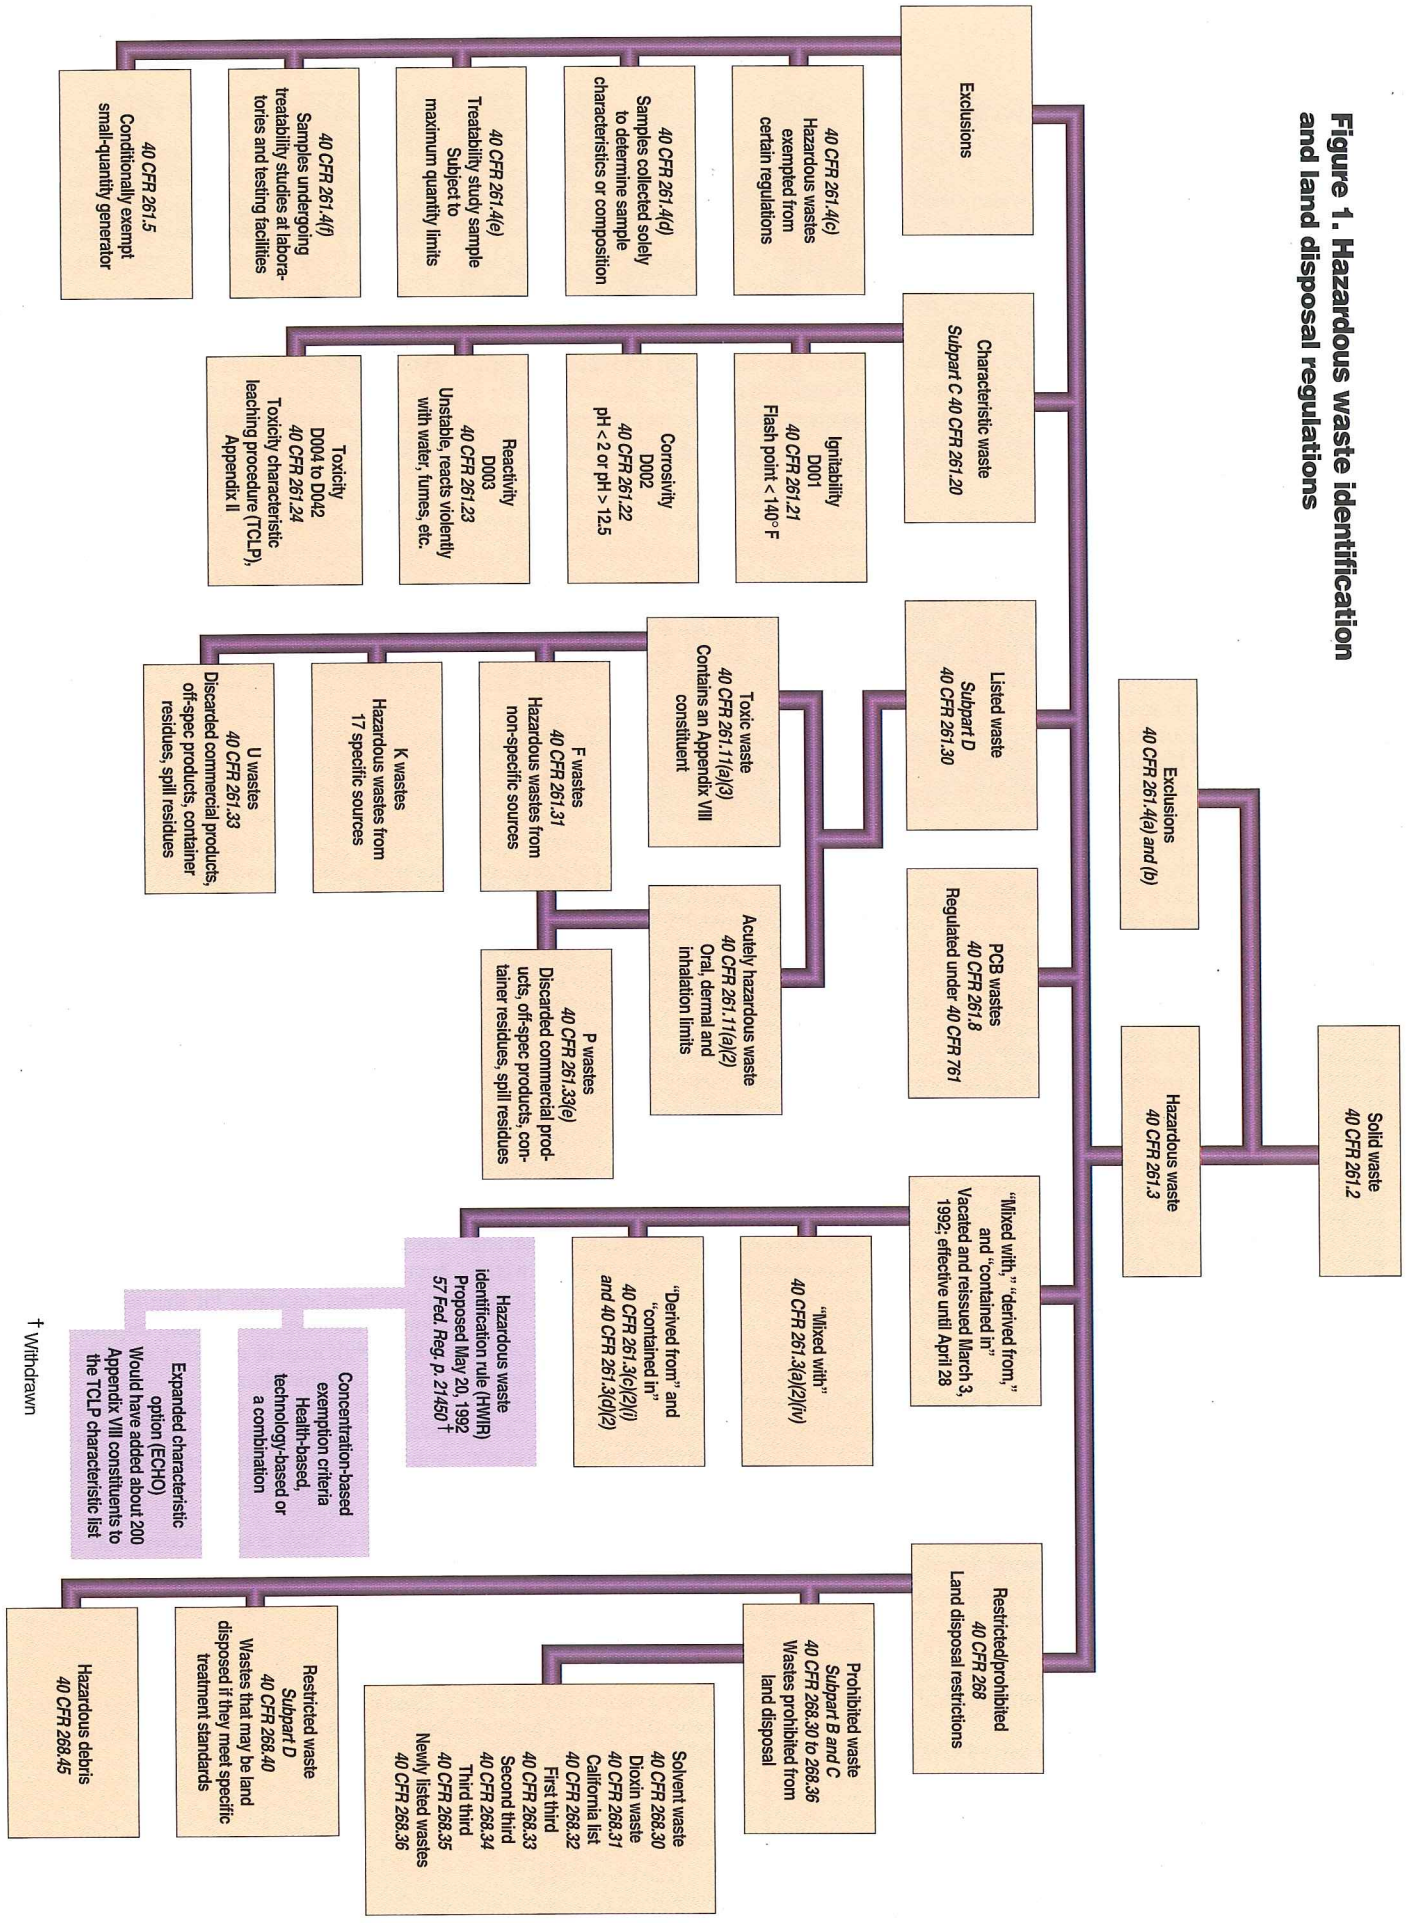 Figure 1. Hazardous waste identification
and land disposal regulations
Solid waste
40 CFR 261.2
Exclusions
40 CFR 261.4(a) and (b)
Hazardous waste
40 CFR 261.3
Exclusions
40 CFR 261.4(c)
Hazardous wastes
exempted from
certain regulations
40 CFR 261.4(d)
Samples collected solely
to determine sample
characteristics or composition
40 CFR 261.4(e)
Treatability study sample
Subject to
maximum quantity limits
40 CFR 261.4(f)
Samples undergoing
treatability studies at labora-
tories and testing facilities
40 CFR 261.5
Conditionally exempt
small-quantity generator
Characteristic waste
Subpart C 40 CFR 261.20
Ignitability
D001
40 CFR 261.21
Flash point < 140° F
Corrosivity
D002
40 CFR 261.22
pH < 2 or pH > 12.5
Reactivity
D003
40 CFR 261.23
Unstable, reacts violently
with water, fumes, etc.
Toxicity
D004 to D042
40 CFR 261.24
Toxicity characteristic
leaching procedure (TCLP),
Appendix II
Listed waste
Subpart D
40 CFR 261.30
Toxic waste
40 CFR 261.11(a)(3)
Contains an Appendix VIII
constituent
F wastes
40 CFR 261.31
Hazardous wastes from
non-specific sources
K wastes
Hazardous wastes from
17 specific sources
U wastes
40 CFR 261.33
Discarded commercial products,
off-spec products, container
residues, spill residues
Acutely hazardous waste
40 CFR 261.11(a)(2)
Oral, dermal and
inhalation limits
P wastes
40 CFR 261.33(e)
Discarded commercial prod-
ucts, off-spec products, con-
tainer residues, spill residues
PCB wastes
40 CFR 261.8
Regulated under 40 CFR 761
"Mixed with," "derived from,"
and "contained in"
Vacated and reissued March 3,
1992; effective until April 28
"Mixed with"
40 CFR 261.3(a)(2)(iv)
"Derived from" and
"contained in"
40 CFR 261.3(c)(2)(i)
and 40 CFR 261.3(d)(2)
Hazardous waste
identification rule (HWIR)
Proposed May 20, 1992
57 Fed. Reg. p. 21450 †
Concentration-based
exemption criteria
Health-based,
technology-based or
a combination
Expanded characteristic
option (ECHO)
Would have added about 200
Appendix VIII constituents to
the TCLP characteristic list
Restricted/prohibited
40 CFR 268
Land disposal restrictions
Prohibited waste
Subpart B and C
40 CFR 268.30 to 268.36
Wastes prohibited from
land disposal
Solvent waste
40 CFR 268.30
Dioxin waste
40 CFR 268.31
California list
40 CFR 268.32
First third
40 CFR 268.33
Second third
40 CFR 268.34
Third third
40 CFR 268.35
Newly listed wastes
40 CFR 268.36
Restricted waste
Subpart D
40 CFR 268.40
Wastes that may be land
disposed if they meet specific
treatment standards
Hazardous debris
40 CFR 268.45
† Withdrawn